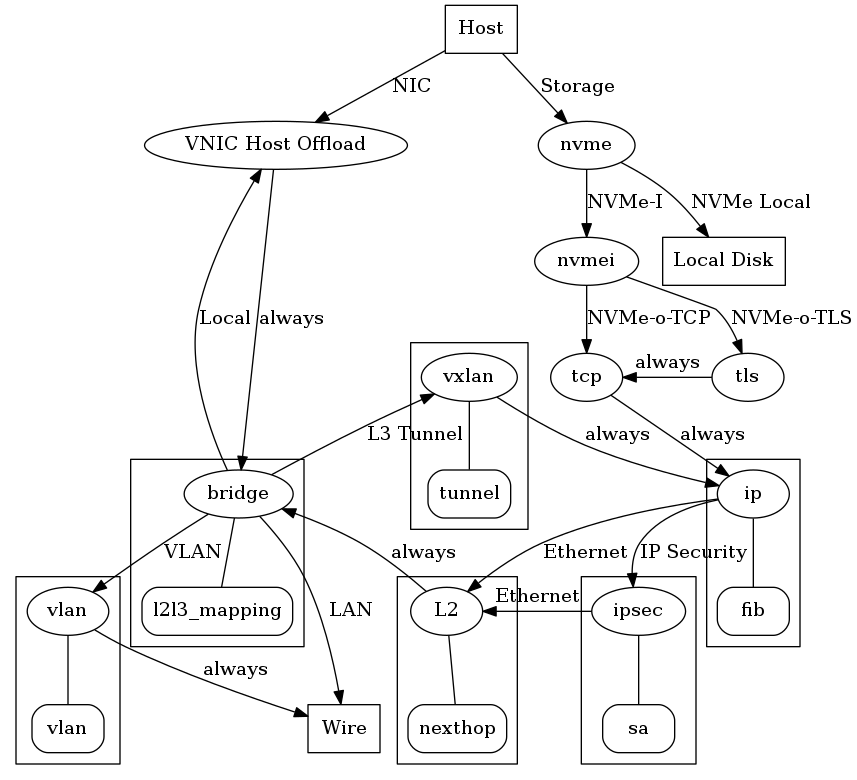 Host
NIC
Storage
VNIC Host Offload
nvme
NVMe-I
NVMe Local
nvmei
Local Disk
Local
always
NVMe-o-TCP
NVMe-o-TLS
vxlan
tcp
always
tls
L3 Tunnel
always
always
bridge
tunnel
ip
VLAN
always
Ethernet
IP Security
vlan
l2l3_mapping
LAN
L2
Ethernet
ipsec
fib
always
vlan
Wire
nexthop
sa